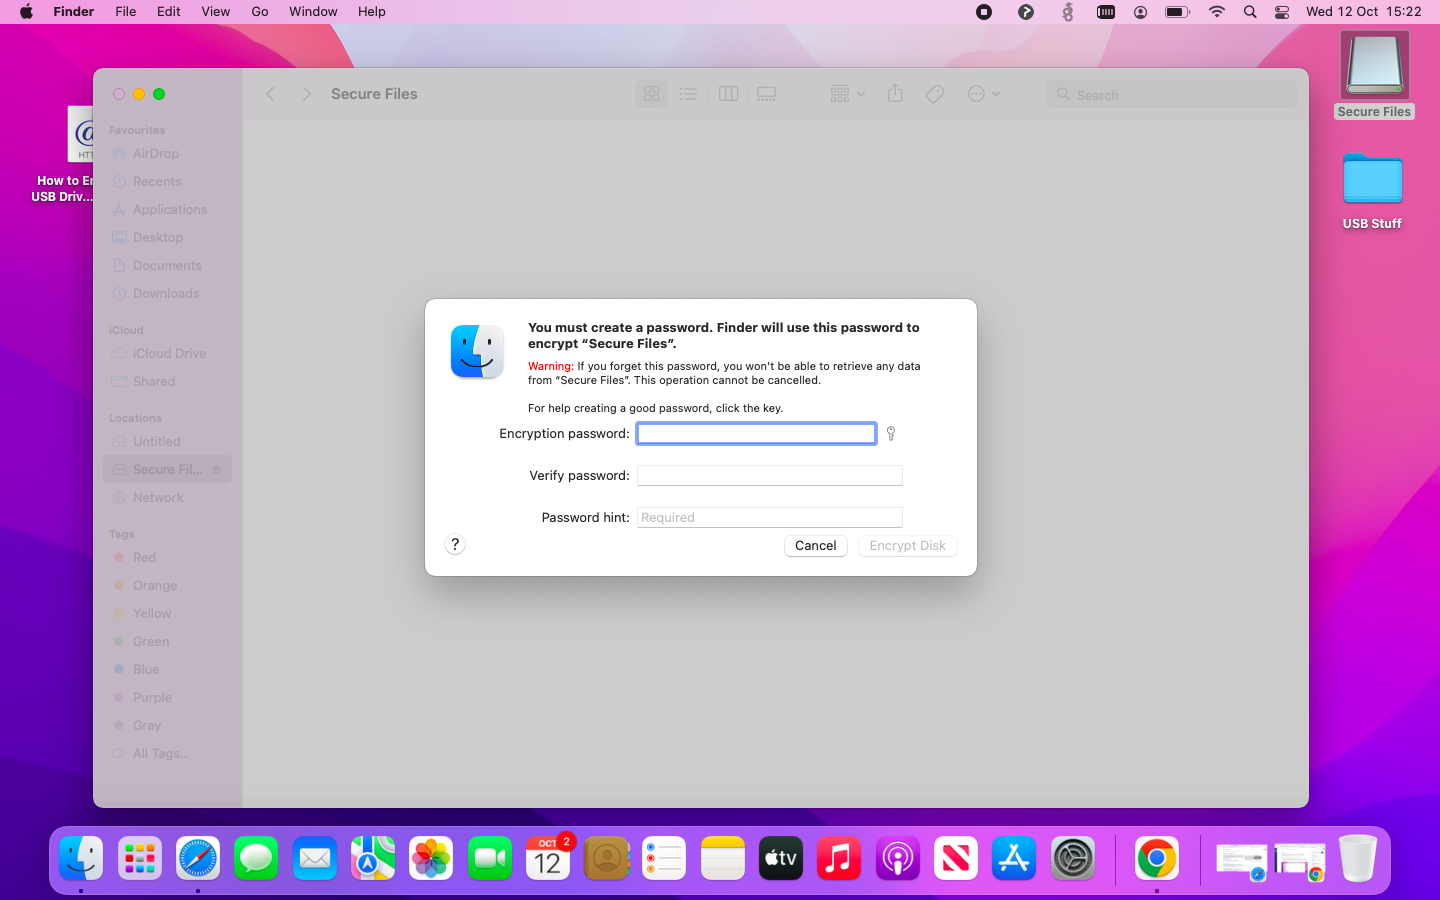 Finder File Edit View Go Window Help
Wed 12 Oct 15:22
Secure Files
Search
Favourites
AirDrop
Recents
Applications
Desktop
Documents
Downloads
iCloud
iCloud Drive
Shared
Locations
Untitled
Secure Fil...
Network
Tags
Red
Orange
Yellow
Green
Blue
Purple
Gray
All Tags...
@
HTT
How to En
USB Driv...
Secure Files
USB Stuff
You must create a password. Finder will use this password to
encrypt “Secure Files”.
Warning: If you forget this password, you won't be able to retrieve any data
from “Secure Files”. This operation cannot be cancelled.
For help creating a good password, click the key.
Encryption password:
Verify password:
Password hint: Required
? Cancel Encrypt Disk
OCT 2
12
tv